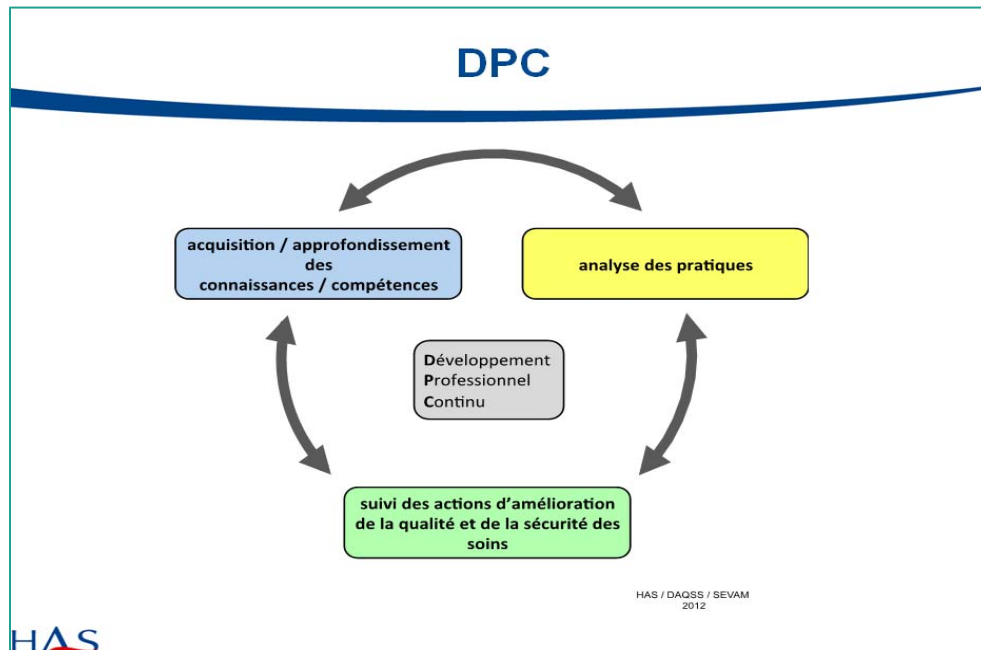 DPC
acquisition / approfondissement
des
connaissances / compétences
analyse des pratiques
Développement
Professionnel
Continu
suivi des actions d'amélioration
de la qualité et de la sécurité des
soins
HAS / DAQSS / SEVAM
2012
HAS